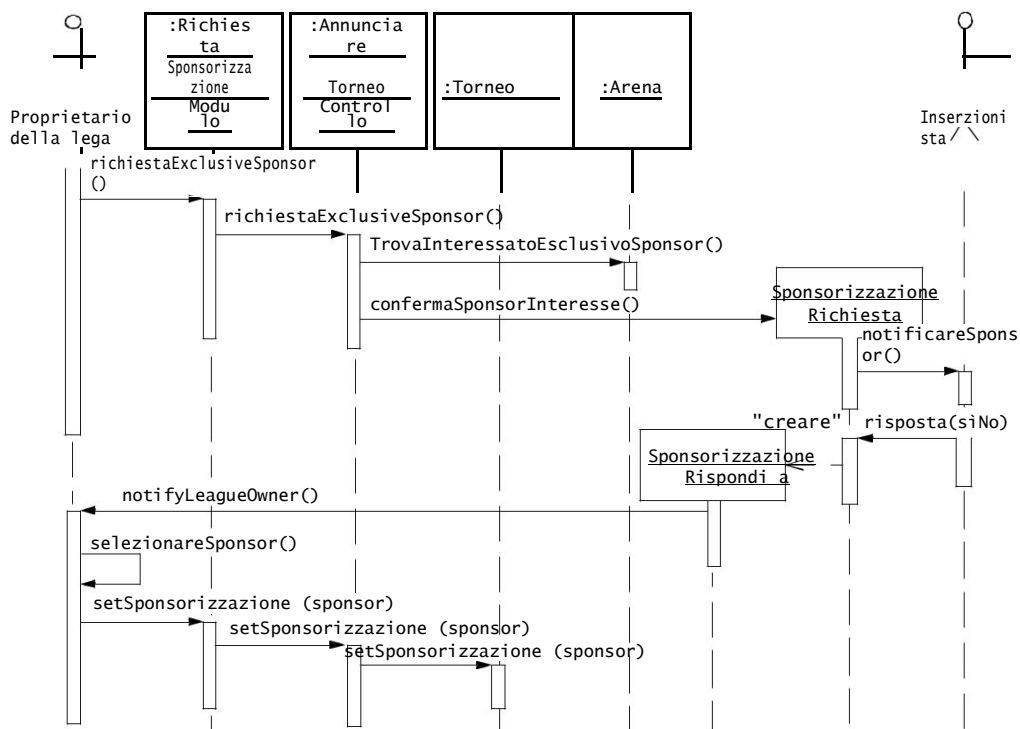 :Richies
ta
Sponsorizza
zione
Modu
lo
:Annuncia
re
Torneo
Control
lo
:Torneo
:Arena
Proprietario
della lega
Inserzioni
sta
richiestaExclusiveSponsor
()
richiestaExclusiveSponsor()
TrovaInteressatoEsclusivoSponsor()
confermaSponsorInteresse()
Sponsorizzazione
Richiesta
notificareSpons
or()
"creare"
risposta(sìNo)
Sponsorizzazione
Rispondi a
notifyLeagueOwner()
selezionareSponsor()
setSponsorizzazione (sponsor)
setSponsorizzazione (sponsor)
setSponsorizzazione (sponsor)